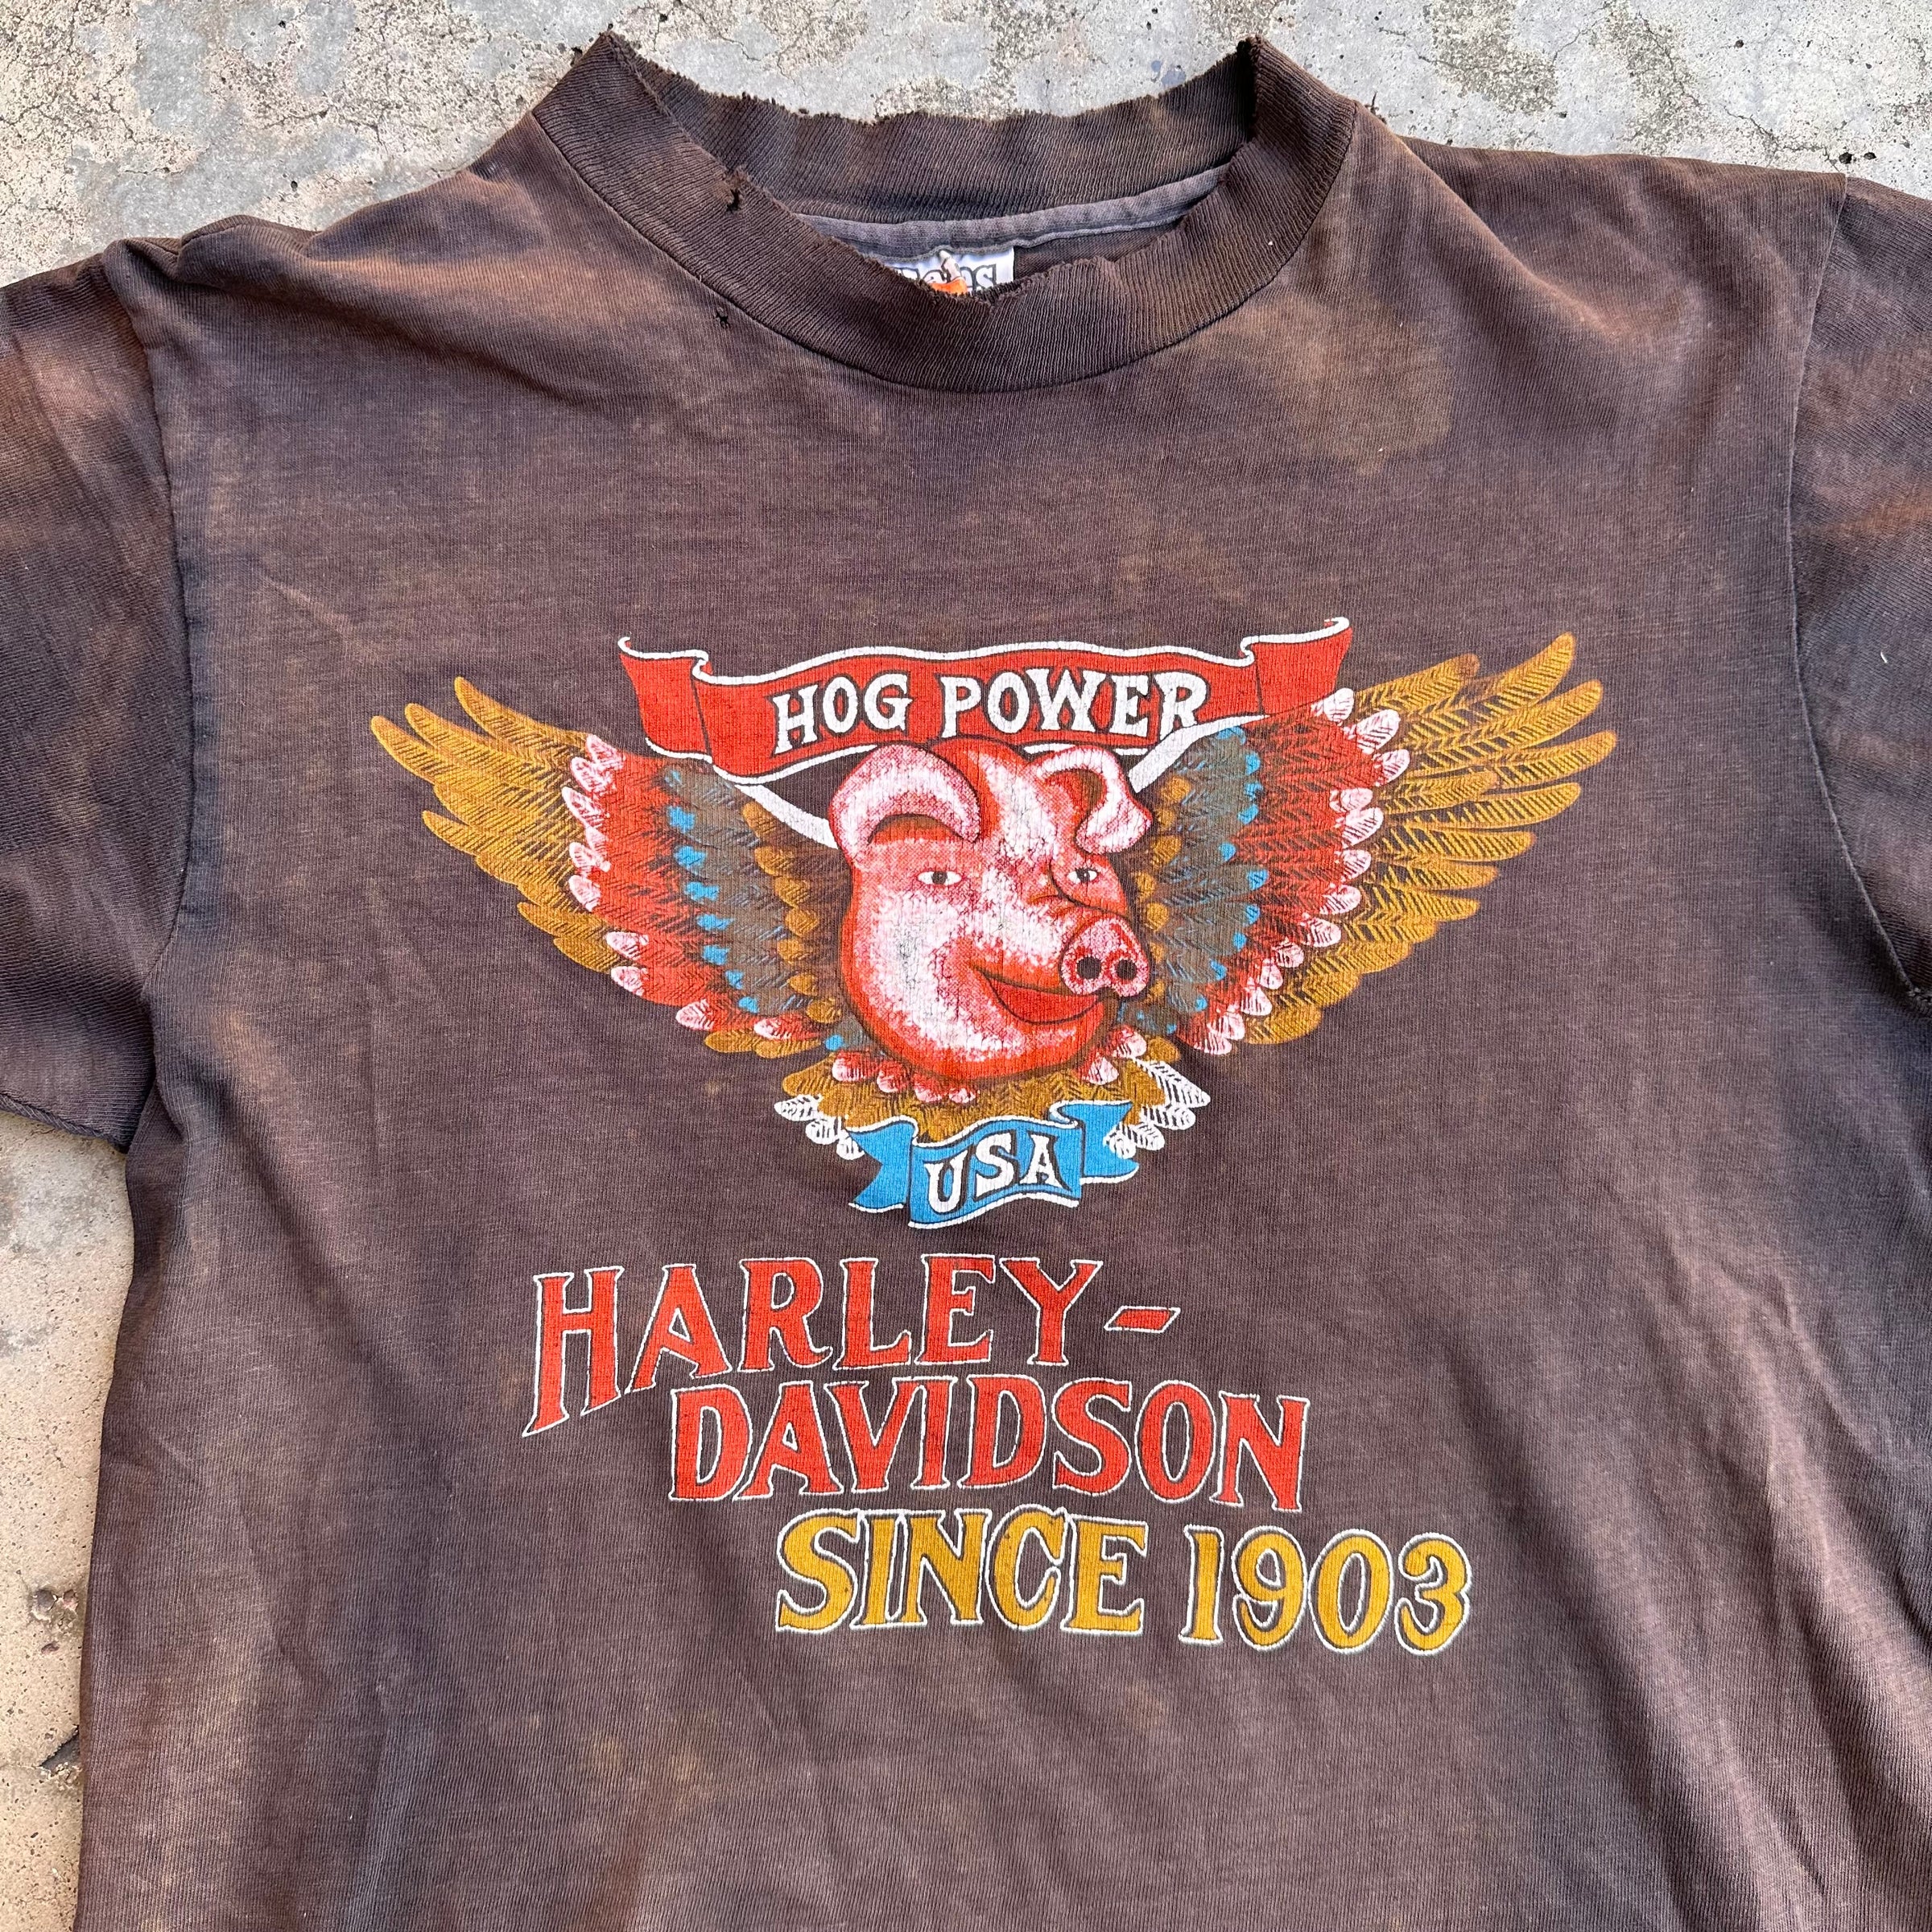 HOG POWER
USA
HARLEY-
DAVIDSON
SINCE 1903